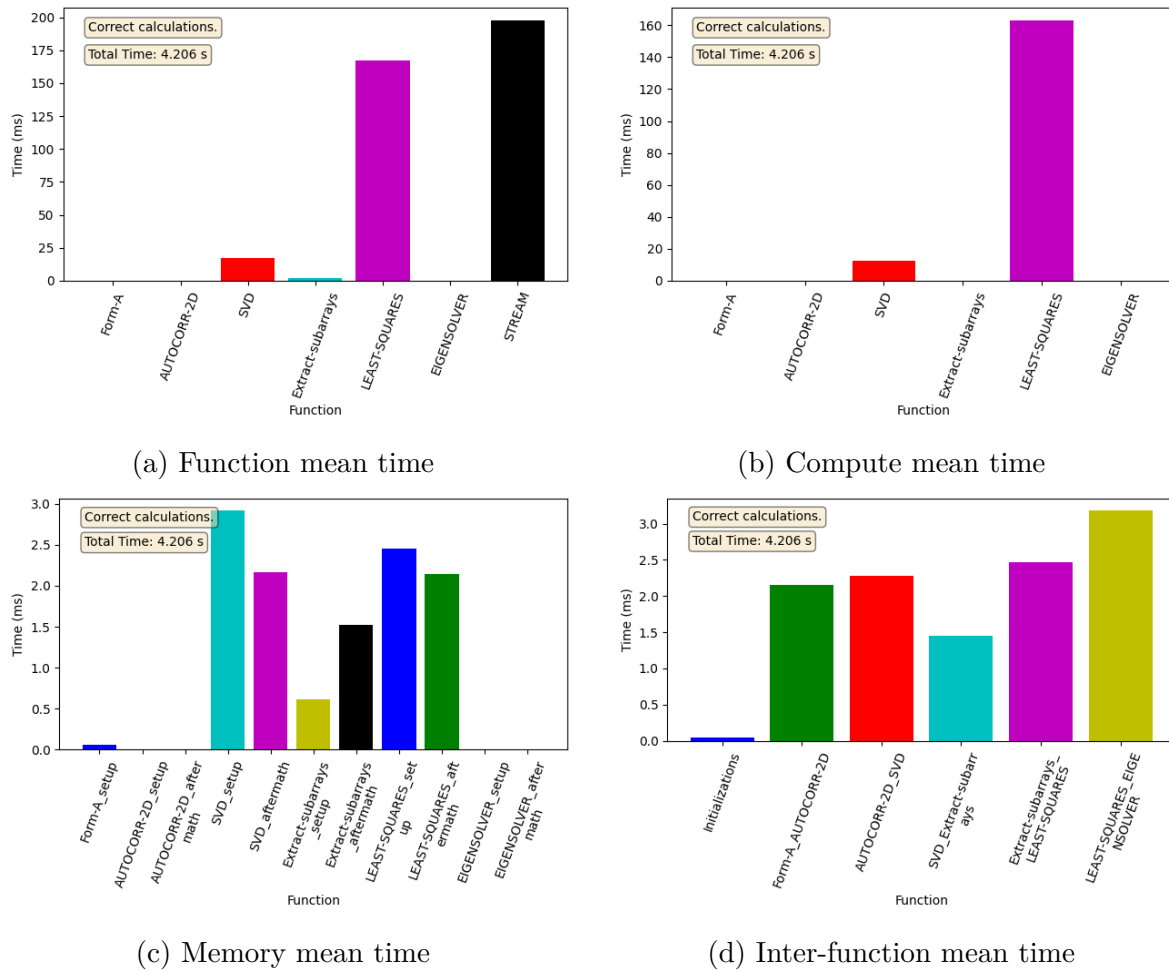 Correct calculations.
Total Time: 4.206 s
Time (ms)
200
175
150
125
100
75
50
25
0
Form-A
AUTOCORR-2D
SVD
Extract-subarrays
LEAST-SQUARES
EIGENSOLVER
STREAM
Function
(a) Function mean time
Correct calculations.
Total Time: 4.206 s
Time (ms)
160
140
120
100
80
60
40
20
0
Form-A
AUTOCORR-2D
SVD
Extract-subarrays
LEAST-SQUARES
EIGENSOLVER
Function
(b) Compute mean time
Correct calculations.
Total Time: 4.206 s
Time (ms)
3.0
2.5
2.0
1.5
1.0
0.5
0.0
Form-A_setup
AUTOCORR-2D_setup
AUTOCORR-2D_after
math
SVD_setup
SVD_aftermath
Extract-subarrays
_setup
Extract-subarrays
_aftermath
LEAST-SQUARES_set
up
LEAST-SQUARES_aft
ermath
EIGENSOLVER_setup
EIGENSOLVER_after
math
Function
(c) Memory mean time
Correct calculations.
Total Time: 4.206 s
Time (ms)
3.0
2.5
2.0
1.5
1.0
0.5
0.0
Initializations
Form-A_AUTOCORR-2D
AUTOCORR-2D_SVD
SVD_Extract-subarr
ays
Extract-subarrays_
LEAST-SQUARES
LEAST-SQUARES_EIGE
NSOLVER
Function
(d) Inter-function mean time